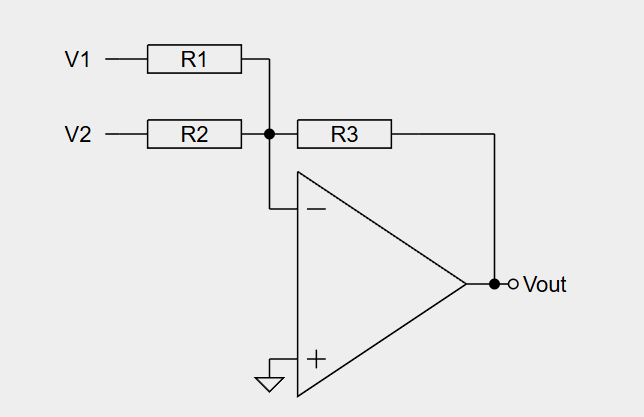 V1 R1
V2 R2 R3
−
Vout
+